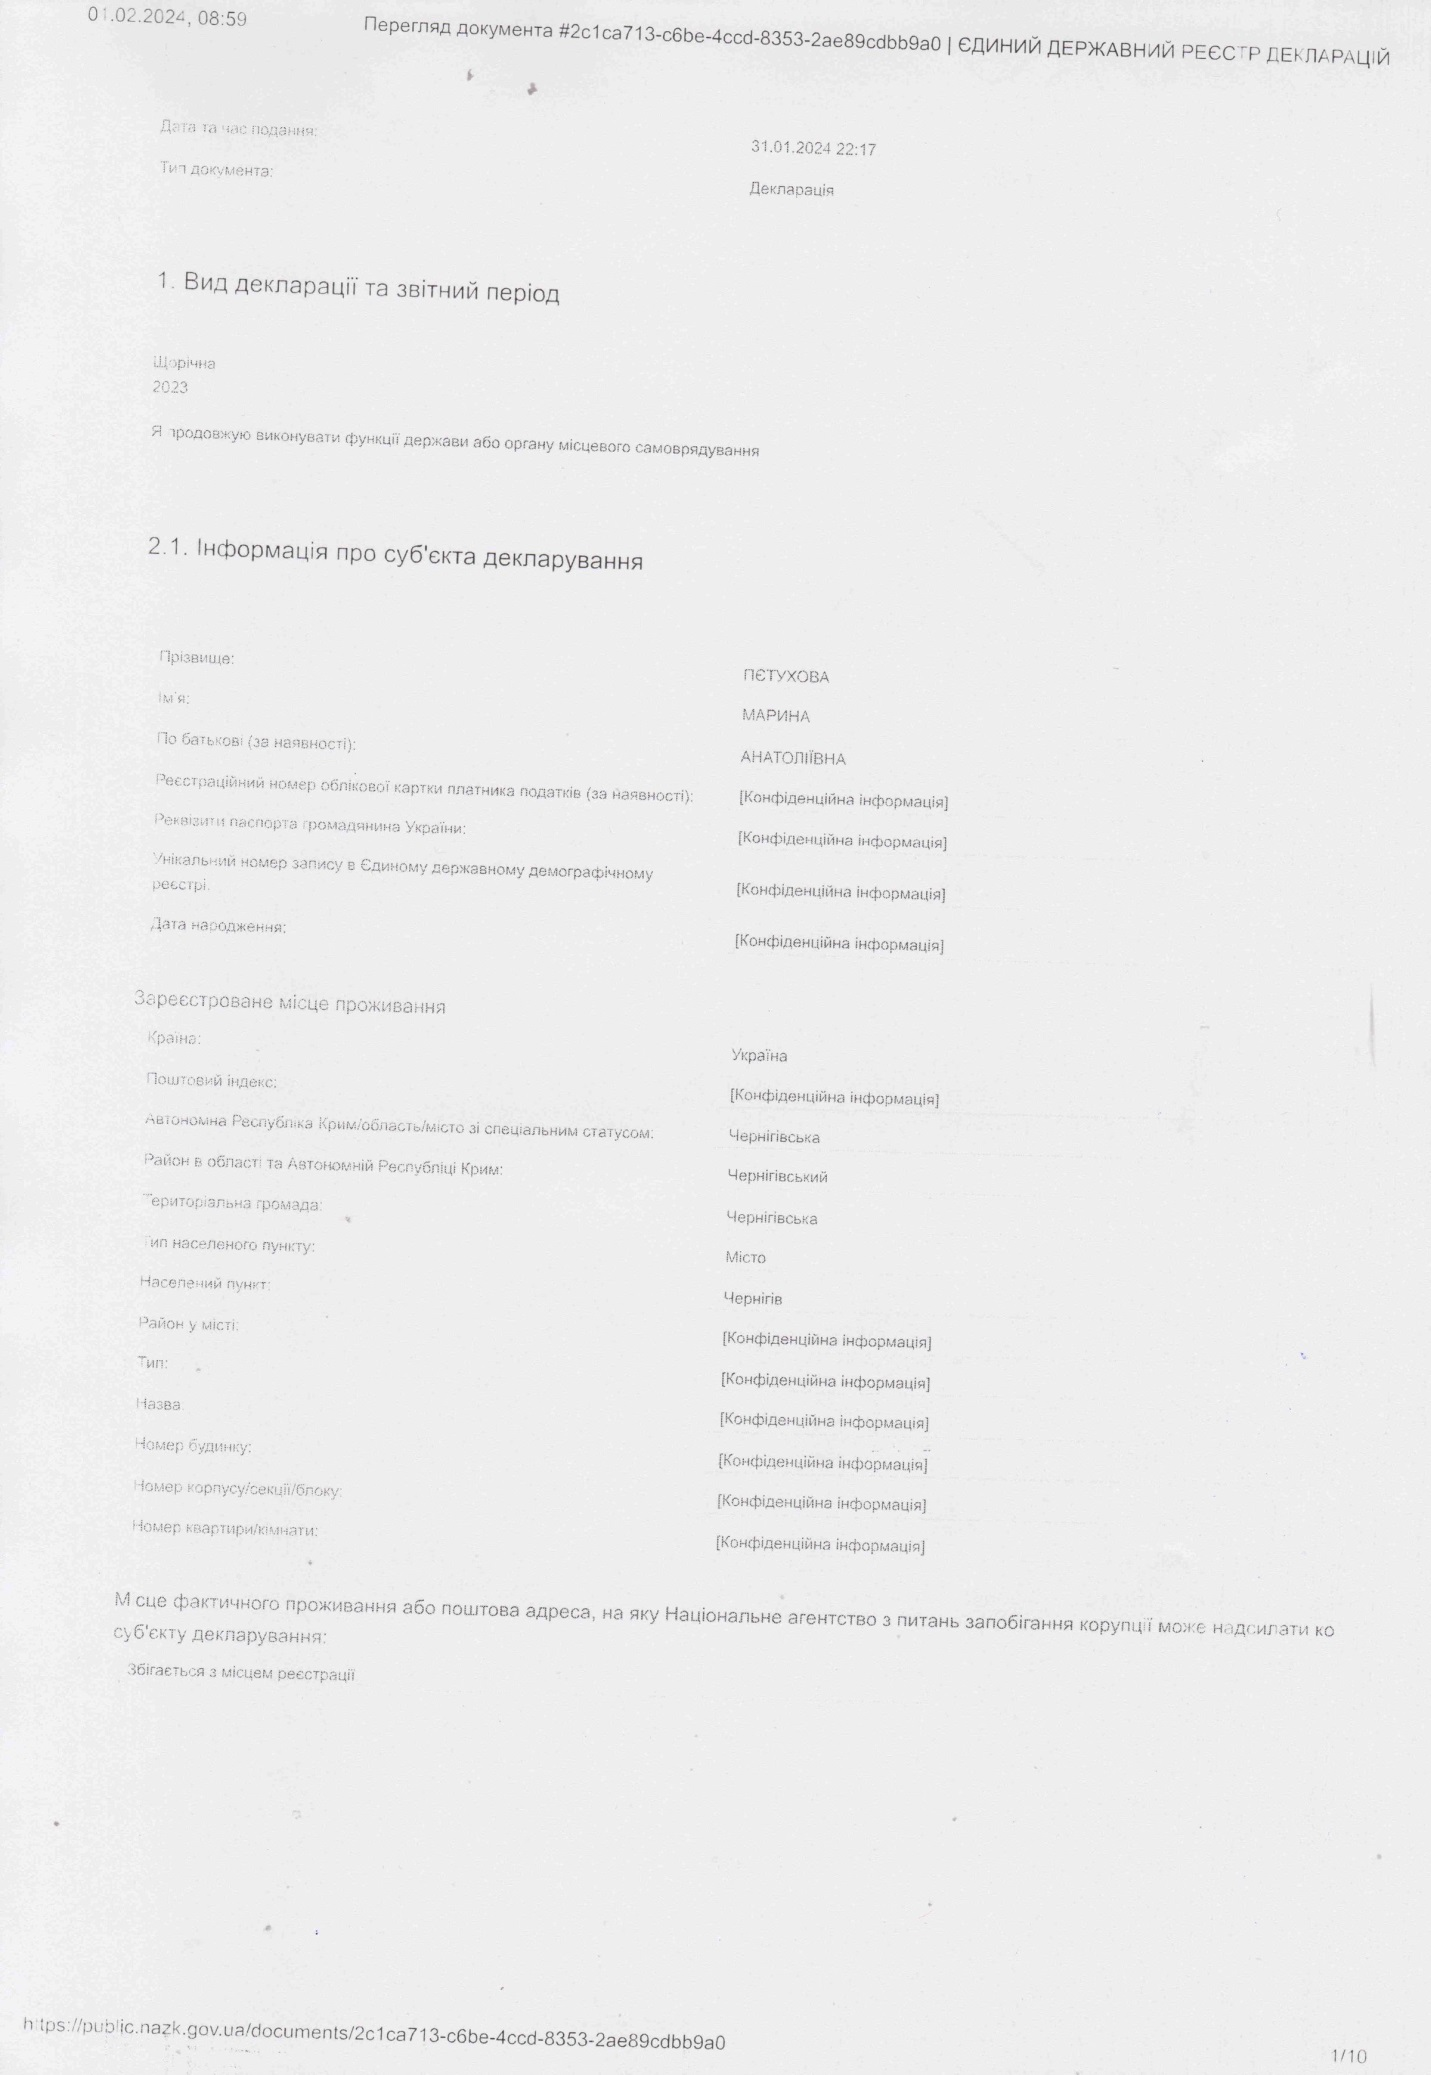 01.02.2024, 08:59
Перегляд документа #2c1ca713-c6be-4ccd-8353-2ae89cdbb9a0 | ЄДИНИЙ ДЕРЖАВНИЙ РЕЄСТР ДЕКЛАРАЦІЙ
Дата та час подання: 31.01.2024 22:17
Тип документа: Декларація
1. Вид декларації та звітний період
Щорічна
2023
Я продовжую виконувати функції держави або органу місцевого самоврядування
2.1. Інформація про суб'єкта декларування
Прізвище: ПЄТУХОВА
Ім'я: МАРИНА
По батькові (за наявності): АНАТОЛІЇВНА
Реєстраційний номер облікової картки платника податків (за наявності): [Конфіденційна інформація]
Реквізити паспорта громадянина України: [Конфіденційна інформація]
Унікальний номер запису в Єдиному державному демографічному
реєстрі: [Конфіденційна інформація]
Дата народження: [Конфіденційна інформація]
Зареєстроване місце проживання
Країна: Україна
Поштовий індекс: [Конфіденційна інформація]
Автономна Республіка Крим/область/місто зі спеціальним статусом: Чернігівська
Район в області та Автономній Республіці Крим: Чернігівський
Територіальна громада: Чернігівська
Тип населеного пункту: Місто
Населений пункт: Чернігів
Район у місті: [Конфіденційна інформація]
Тип: [Конфіденційна інформація]
Назва: [Конфіденційна інформація]
Номер будинку: [Конфіденційна інформація]
Номер корпусу/секції/блоку: [Конфіденційна інформація]
Номер квартири/кімнати: [Конфіденційна інформація]
Місце фактичного проживання або поштова адреса, на яку Національне агентство з питань запобігання корупції може надсилати ко
суб'єкту декларування:
Збігається з місцем реєстрації
https://public.nazk.gov.ua/documents/2c1ca713-c6be-4ccd-8353-2ae89cdbb9a0
1/10